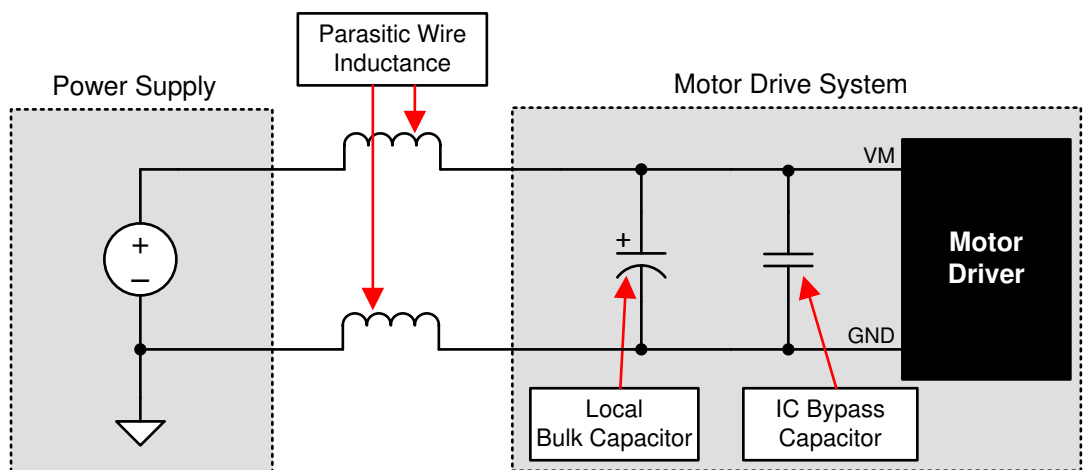 Parasitic Wire
Inductance
Power Supply
Motor Drive System
VM
+
–
+
Motor
Driver
GND
Local
Bulk Capacitor
IC Bypass
Capacitor